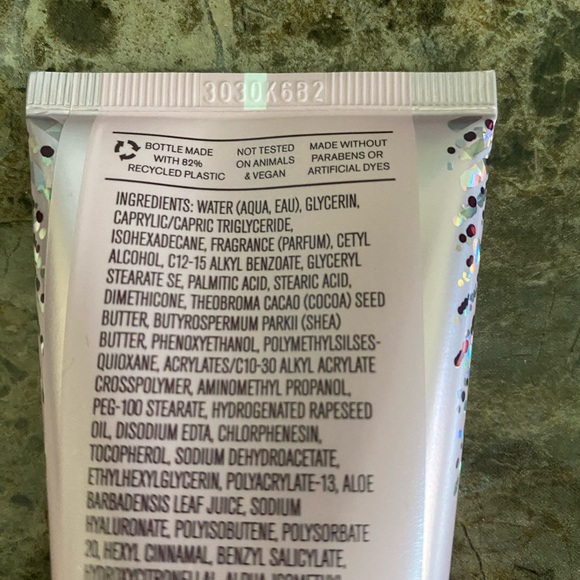 3030K6B2
BOTTLE MADE
WITH 82%
RECYCLED PLASTIC
NOT TESTED
ON ANIMALS
& VEGAN
MADE WITHOUT
PARABENS OR
ARTIFICIAL DYES
INGREDIENTS: WATER (AQUA, EAU), GLYCERIN,
CAPRYLIC/CAPRIC TRIGLYCERIDE,
ISOHEXADECANE, FRAGRANCE (PARFUM), CETYL
ALCOHOL, C12-15 ALKYL BENZOATE, GLYCERYL
STEARATE SE, PALMITIC ACID, STEARIC ACID,
DIMETHICONE, THEOBROMA CACAO (COCOA) SEED
BUTTER, BUTYROSPERMUM PARKII (SHEA)
BUTTER, PHENOXYETHANOL, POLYMETHYLSILSES-
QUIOXANE, ACRYLATES/C10-30 ALKYL ACRYLATE
CROSSPOLYMER, AMINOMETHYL PROPANOL,
PEG-100 STEARATE, HYDROGENATED RAPESEED
OIL, DISODIUM EDTA, CHLORPHENESIN,
TOCOPHEROL, SODIUM DEHYDROACETATE,
ETHYLHEXYLGLYCERIN, POLYACRYLATE-13, ALOE
BARBADENSIS LEAF JUICE, SODIUM
HYALURONATE, POLYISOBUTENE, POLYSORBATE
20, HEXYL CINNAMAL, BENZYL SALICYLATE,
HYDROXYCITRONELLAL, ALPHA-ISOMETHYL